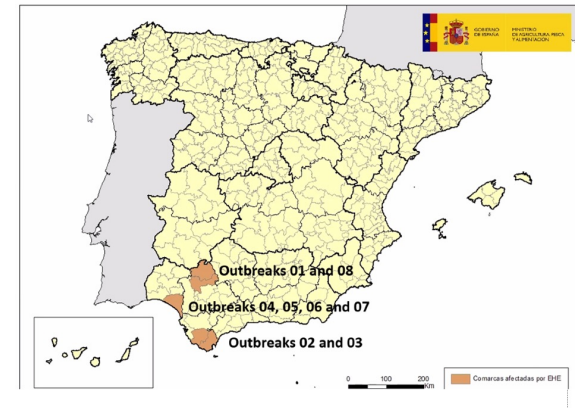 GOBIERNO
DE ESPAÑA
MINISTERIO
DE AGRICULTURA, PESCA
Y ALIMENTACIÓN
Outbreaks 01 and 08
Outbreaks 04, 05, 06 and 07
Outbreaks 02 and 03
0 100 200
Km
Comarcas afectadas por EHE